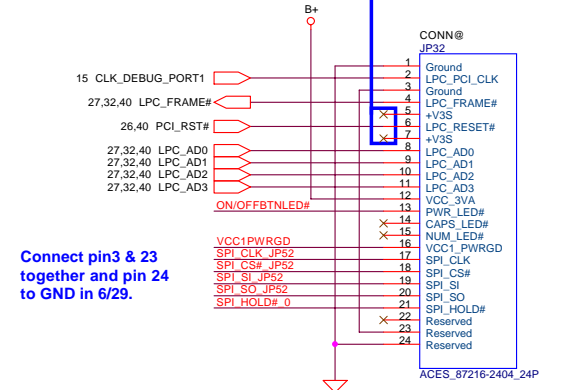 B+
CONN@
JP32
1 Ground
15 CLK_DEBUG_PORT1 2 LPC_PCI_CLK
3 Ground
27,32,40 LPC_FRAME# 4 LPC_FRAME#
5 +V3S
26,40 PCI_RST# 6 LPC_RESET#
7 +V3S
27,32,40 LPC_AD0 8 LPC_AD0
27,32,40 LPC_AD1 9 LPC_AD1
27,32,40 LPC_AD2 10 LPC_AD2
27,32,40 LPC_AD3 11 LPC_AD3
12 VCC_3VA
ON/OFFBTNLED# 13 PWR_LED#
14 CAPS_LED#
15 NUM_LED#
VCC1PWRGD 16 VCC1_PWRGD
SPI_CLK_JP52 17 SPI_CLK
SPI_CS#_JP52 18 SPI_CS#
SPI_SI_JP52 19 SPI_SI
SPI_SO_JP52 20 SPI_SO
SPI_HOLD#_0 21 SPI_HOLD#
22 Reserved
23 Reserved
24 Reserved
Connect pin3 & 23
together and pin 24
to GND in 6/29.
ACES_87216-2404_24P